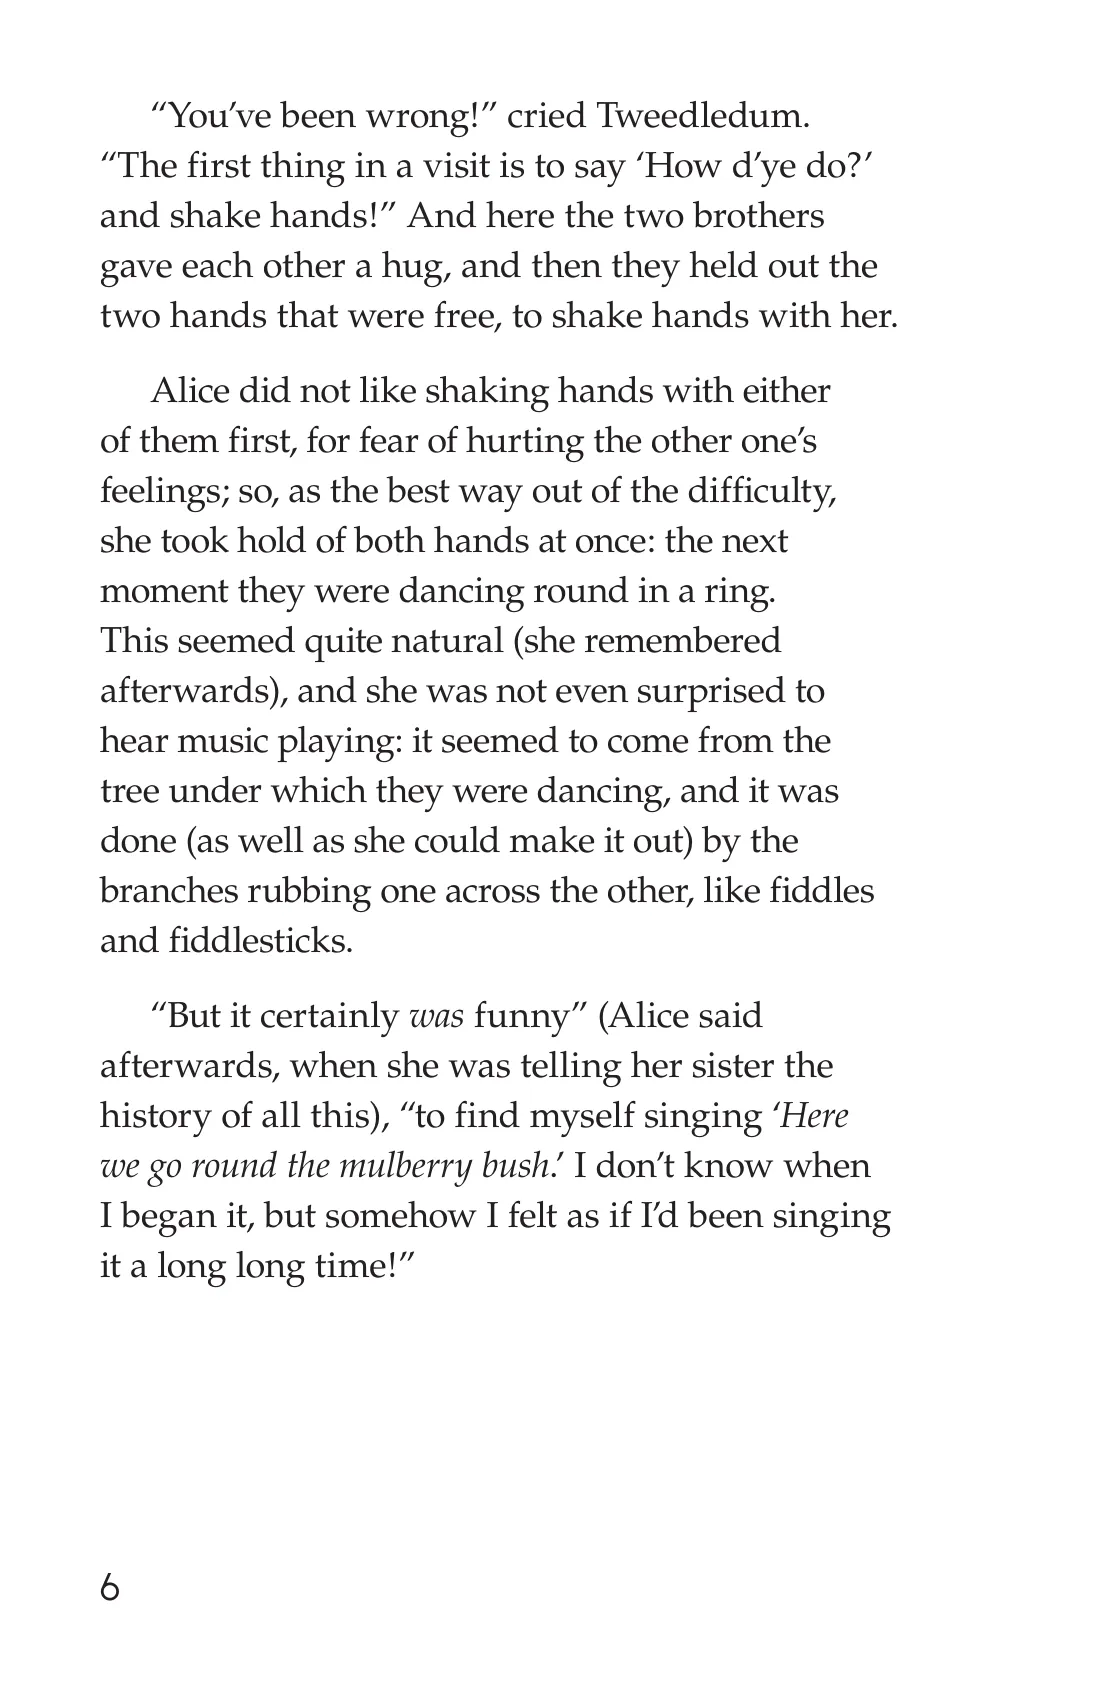 “You’ve been wrong!” cried Tweedledum.
“The first thing in a visit is to say ‘How d’ye do?’
and shake hands!” And here the two brothers
gave each other a hug, and then they held out the
two hands that were free, to shake hands with her.
Alice did not like shaking hands with either
of them first, for fear of hurting the other one’s
feelings; so, as the best way out of the difficulty,
she took hold of both hands at once: the next
moment they were dancing round in a ring.
This seemed quite natural (she remembered
afterwards), and she was not even surprised to
hear music playing: it seemed to come from the
tree under which they were dancing, and it was
done (as well as she could make it out) by the
branches rubbing one across the other, like fiddles
and fiddlesticks.
“But it certainly was funny” (Alice said
afterwards, when she was telling her sister the
history of all this), “to find myself singing ‘Here
we go round the mulberry bush.’ I don’t know when
I began it, but somehow I felt as if I’d been singing
it a long long time!”
6